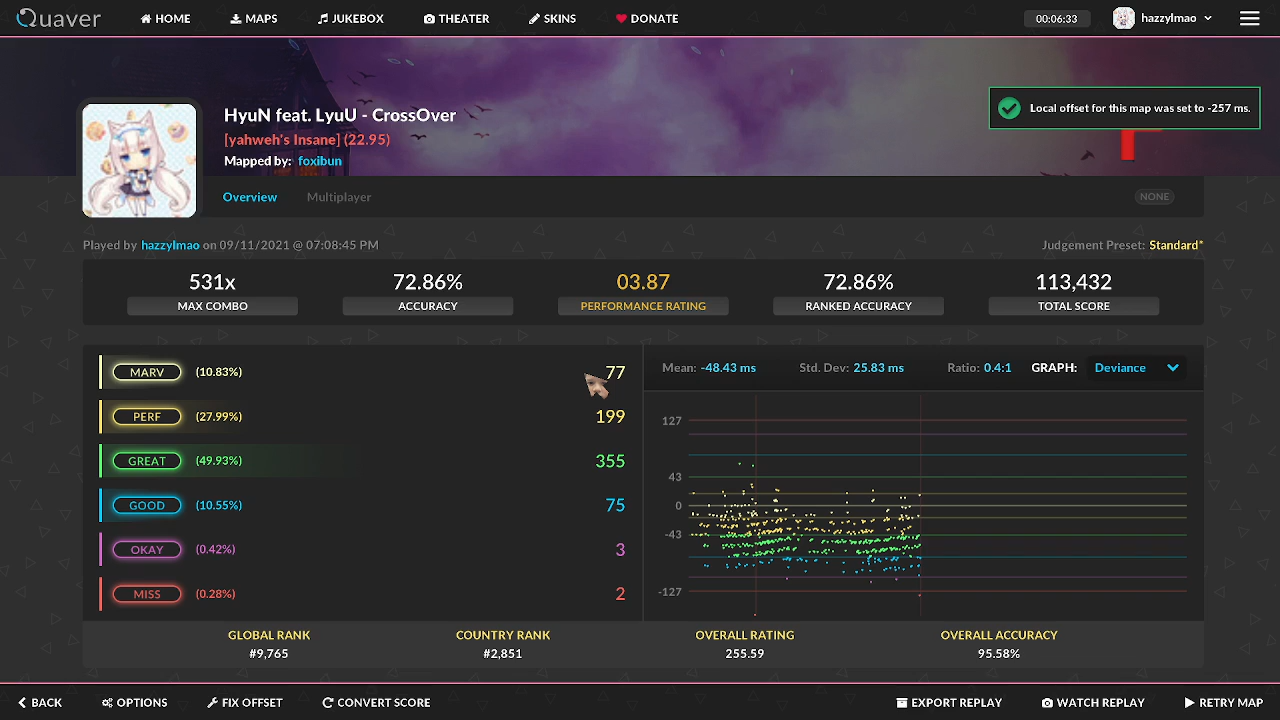 Quaver HOME MAPS JUKEBOX THEATER SKINS DONATE 00:06:33 hazzylmao
HyuN feat. LyuU - CrossOver
[yahweh's Insane] (22.95)
Mapped by: foxibun
Local offset for this map was set to -257 ms.
Overview Multiplayer NONE
Played by hazzylmao on 09/11/2021 @ 07:08:45 PM Judgement Preset: Standard*
531x 72.86% 03.87 72.86% 113,432
MAX COMBO ACCURACY PERFORMANCE RATING RANKED ACCURACY TOTAL SCORE
MARV (10.83%) 77
PERF (27.99%) 199
GREAT (49.93%) 355
GOOD (10.55%) 75
OKAY (0.42%) 3
MISS (0.28%) 2
Mean: -48.43 ms Std. Dev: 25.83 ms Ratio: 0.4:1 GRAPH: Deviance
127
43
0
-43
-127
GLOBAL RANK COUNTRY RANK OVERALL RATING OVERALL ACCURACY
#9,765 #2,851 255.59 95.58%
BACK OPTIONS FIX OFFSET CONVERT SCORE EXPORT REPLAY WATCH REPLAY RETRY MAP